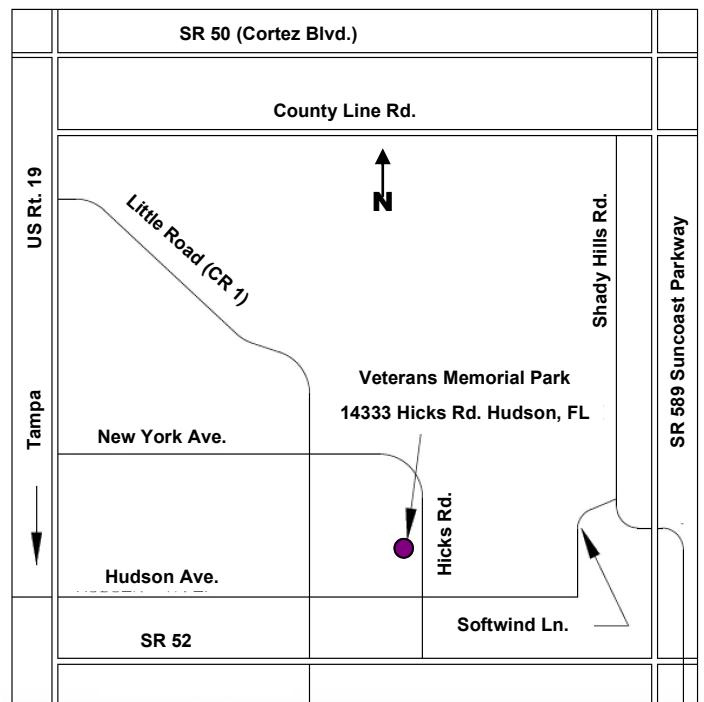 SR 50 (Cortez Blvd.)
County Line Rd.
N
US Rt. 19
Little Road (CR 1)
Shady Hills Rd.
SR 589 Suncoast Parkway
Veterans Memorial Park
14333 Hicks Rd. Hudson, FL
Tampa
New York Ave.
Hicks Rd.
Hudson Ave.
Softwind Ln.
SR 52